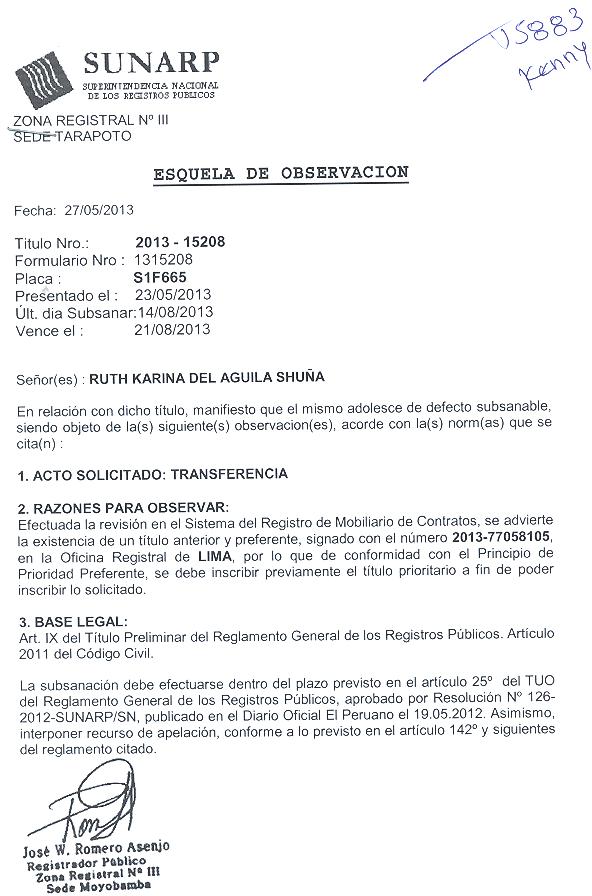 J5883
Kenny
SUNARP
SUPERINTENDENCIA NACIONAL
DE LOS REGISTROS PUBLICOS
ZONA REGISTRAL Nº III
SEDE TARAPOTO
ESQUELA DE OBSERVACION
Fecha: 27/05/2013
Titulo Nro.: 2013 - 15208
Formulario Nro : 1315208
Placa : S1F665
Presentado el : 23/05/2013
Últ. dia Subsanar:14/08/2013
Vence el : 21/08/2013
Señor(es) : RUTH KARINA DEL AGUILA SHUÑA
En relación con dicho título, manifiesto que el mismo adolesce de defecto subsanable,
siendo objeto de la(s) siguiente(s) observacion(es), acorde con la(s) norm(as) que se
cita(n) :
1. ACTO SOLICITADO: TRANSFERENCIA
2. RAZONES PARA OBSERVAR:
Efectuada la revisión en el Sistema del Registro de Mobiliario de Contratos, se advierte
la existencia de un título anterior y preferente, signado con el número 2013-77058105,
en la Oficina Registral de LIMA, por lo que de conformidad con el Principio de
Prioridad Preferente, se debe inscribir previamente el título prioritario a fin de poder
inscribir lo solicitado.
3. BASE LEGAL:
Art. IX del Título Preliminar del Reglamento General de los Registros Públicos. Artículo
2011 del Código Civil.
La subsanación debe efectuarse dentro del plazo previsto en el artículo 25º del TUO
del Reglamento General de los Registros Públicos, aprobado por Resolución Nº 126-
2012-SUNARP/SN, publicado en el Diario Oficial El Peruano el 19.05.2012. Asimismo,
interponer recurso de apelación, conforme a lo previsto en el artículo 142º y siguientes
del reglamento citado.
José W. Romero Asenjo
Registrador Público
Zona Registral Nº III
Sede Moyobamba